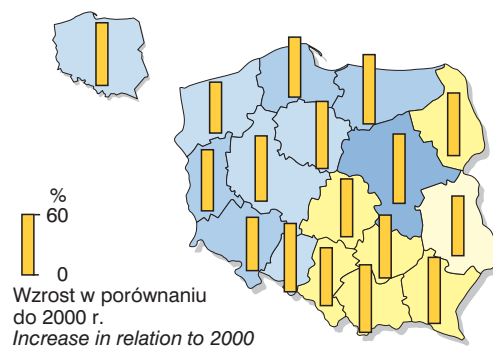 %
60
0
Wzrost w porównaniu
do 2000 r.
Increase in relation to 2000